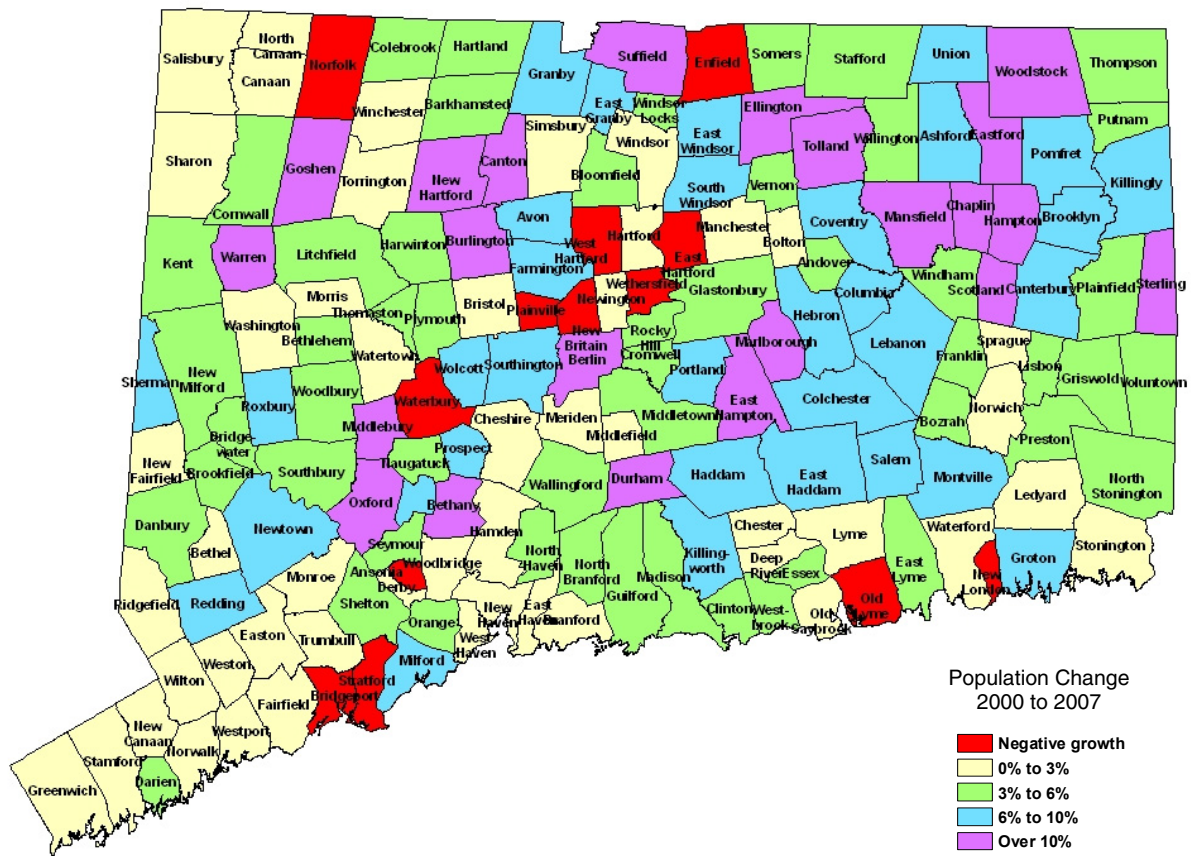 Salisbury
North
Canaan
Canaan
Norfolk
Colebrook
Hartland
Granby
Suffield
Enfield
Somers
Stafford
Union
Woodstock
Thompson
Winchester
Barkhamsted
East
Granby
Windsor
Locks
East
Windsor
Ellington
Tolland
Willington
Ashford
Eastford
Pomfret
Putnam
Killingly
Sharon
Cornwall
Goshen
Torrington
New
Hartford
Canton
Simsbury
Bloomfield
Windsor
South
Windsor
Vernon
Coventry
Mansfield
Chaplin
Hampton
Brooklyn
Kent
Warren
Litchfield
Harwinton
Burlington
Avon
Farmington
West
Hartford
Hartford
East
Hartford
Manchester
Bolton
Andover
Columbia
Windham
Scotland
Canterbury
Plainfield
Sterling
Washington
Morris
Bethlehem
Thomaston
Plymouth
Bristol
Plainville
New
Britain
Newington
Wethersfield
Glastonbury
Rocky
Hill
Marlborough
Hebron
Lebanon
Franklin
Sprague
Lisbon
Griswold
Voluntown
Sherman
New
Milford
Roxbury
Woodbury
Watertown
Waterbury
Wolcott
Southington
Berlin
Cromwell
Portland
East
Hampton
Colchester
Bozrah
Norwich
Preston
North
Stonington
New
Fairfield
Bridge-
water
Brookfield
Southbury
Middlebury
Naugatuck
Prospect
Cheshire
Meriden
Middlefield
Middletown
Haddam
East
Haddam
Salem
Montville
Ledyard
Danbury
Bethel
Newtown
Oxford
Bethany
Hamden
Wallingford
Durham
Killing-
worth
Chester
Deep
River
Essex
Lyme
East
Lyme
Waterford
New
London
Groton
Stonington
Ridgefield
Redding
Monroe
Seymour
Ansonia
Derby
Woodbridge
North
Haven
North
Branford
Guilford
Madison
Clinton
West-
brook
Old
Saybrook
Old
Lyme
Shelton
Orange
New
Haven
East
Haven
Branford
West
Haven
Milford
Wilton
Weston
Easton
Trumbull
Stratford
Bridgeport
Fairfield
Westport
Norwalk
New
Canaan
Stamford
Darien
Greenwich
Population Change
2000 to 2007
Negative growth
0% to 3%
3% to 6%
6% to 10%
Over 10%